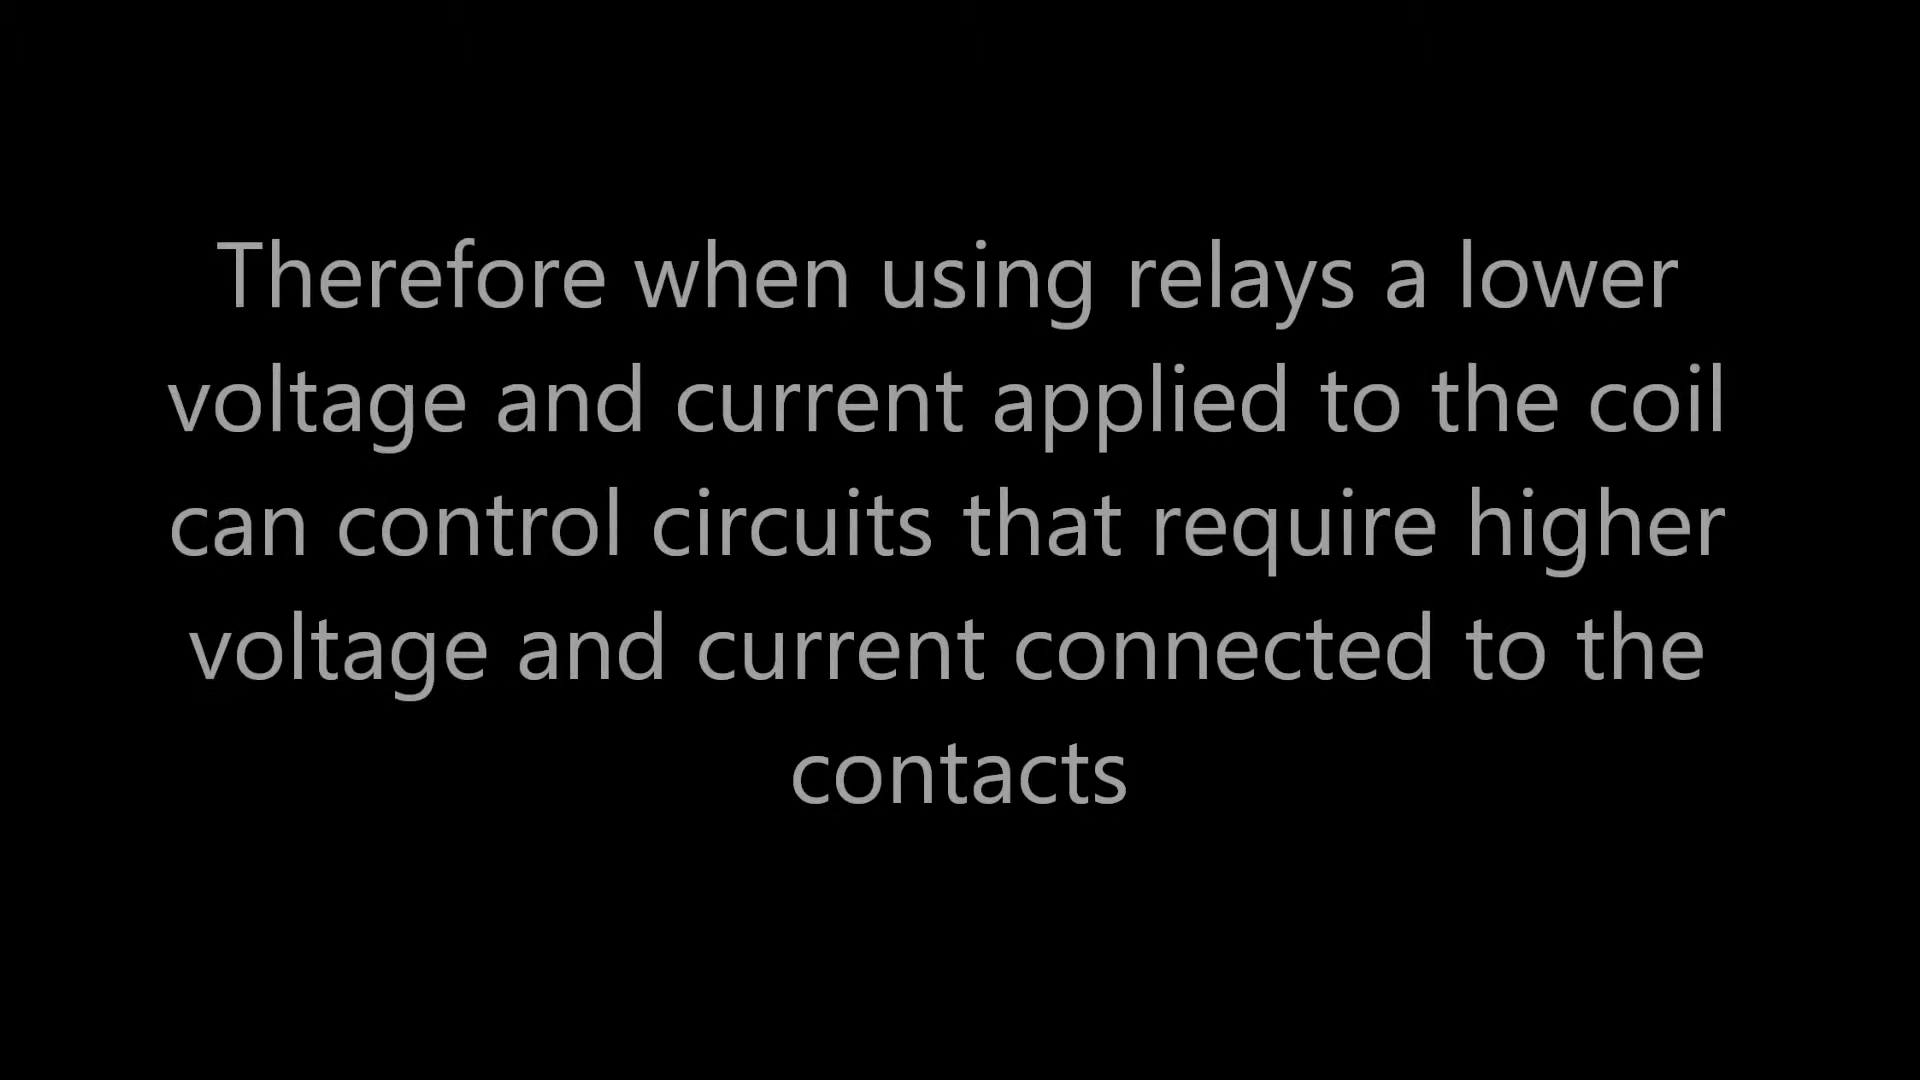 Therefore when using relays a lower
voltage and current applied to the coil
can control circuits that require higher
voltage and current connected to the
contacts